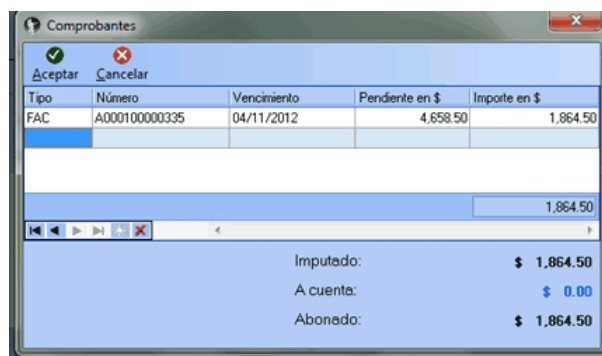 Comprobantes
Aceptar Cancelar
Tipo Número Vencimiento Pendiente en $ Importe en $
FAC A000100000335 04/11/2012 4,658.50 1,864.50
1,864.50
Imputado: $ 1,864.50
A cuenta: $ 0.00
Abonado: $ 1,864.50